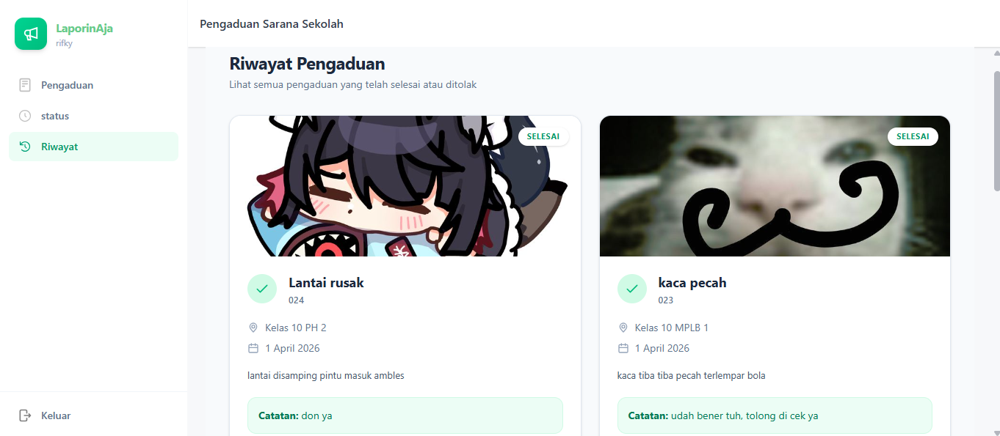 LaporinAja
rifky
Pengaduan
status
Riwayat
Keluar
Pengaduan Sarana Sekolah
Riwayat Pengaduan
Lihat semua pengaduan yang telah selesai atau ditolak
SELESAI
Lantai rusak
024
Kelas 10 PH 2
1 April 2026
lantai disamping pintu masuk ambles
Catatan: don ya
SELESAI
kaca pecah
023
Kelas 10 MPLB 1
1 April 2026
kaca tiba tiba pecah terlempar bola
Catatan: udah bener tuh, tolong di cek ya